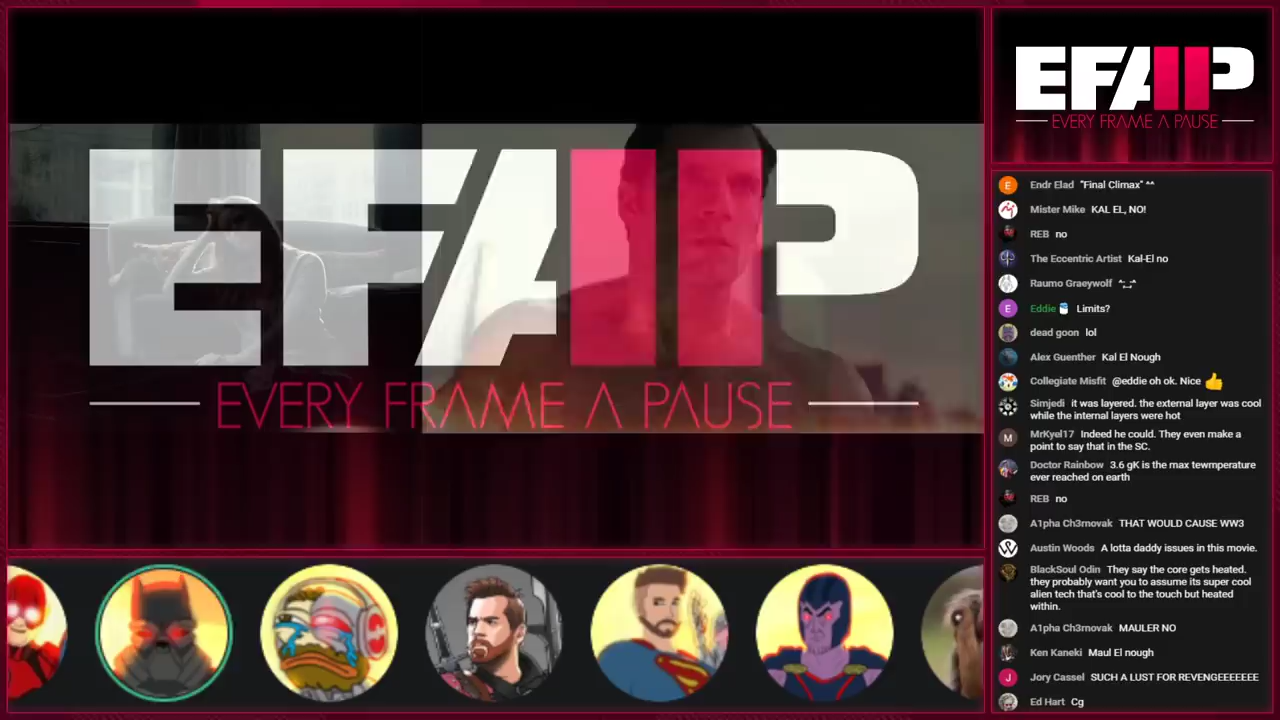 EFAP
EVERY FRAME A PAUSE
EFAP
EVERY FRAME A PAUSE
Endr Elad "Final Climax" ^^
Mister Mike KAL EL, NO!
REB no
The Eccentric Artist Kal-El no
Raumo Graeywolf ^-_-^
Eddie Limits?
dead goon lol
Alex Guenther Kal El Nough
Collegiate Misfit @eddie oh ok. Nice 👍
Simjedi it was layered. the external layer was cool
while the internal layers were hot
MrKyel17 Indeed he could. They even make a
point to say that in the SC.
Doctor Rainbow 3.6 gK is the max tewmperature
ever reached on earth
REB no
A1pha Ch3rnovak THAT WOULD CAUSE WW3
Austin Woods A lotta daddy issues in this movie.
BlackSoul Odin They say the core gets heated.
they probably want you to assume its super cool
alien tech that's cool to the touch but heated
within.
A1pha Ch3rnovak MAULER NO
Ken Kaneki Maul El nough
Jory Cassel SUCH A LUST FOR REVENGEEEEEE
Ed Hart Cg